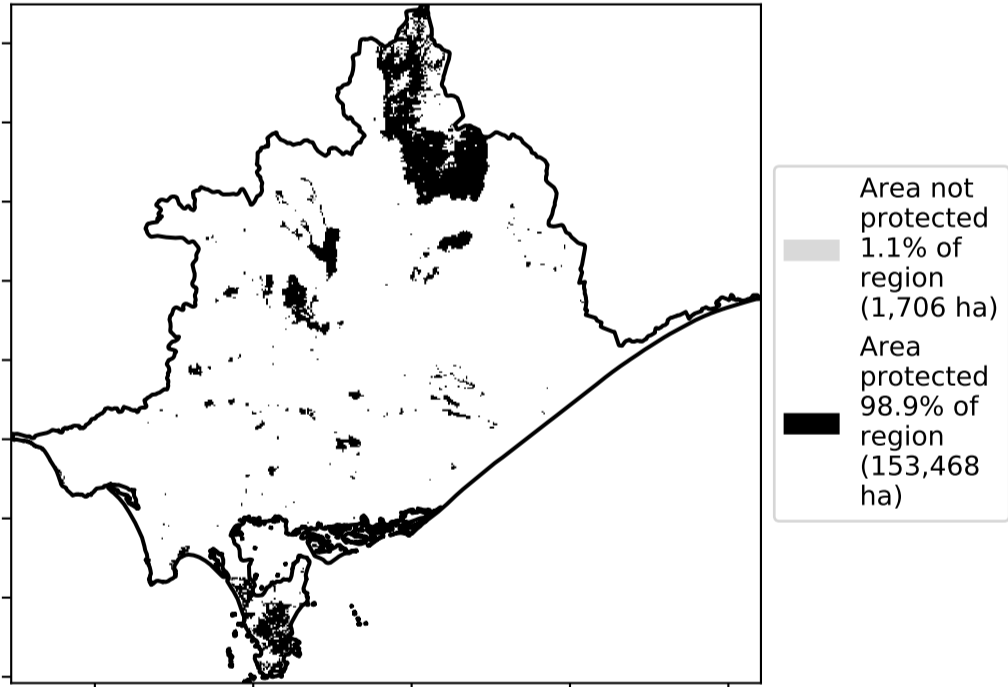 Area not
protected
1.1% of
region
(1,706 ha)
Area
protected
98.9% of
region
(153,468
ha)